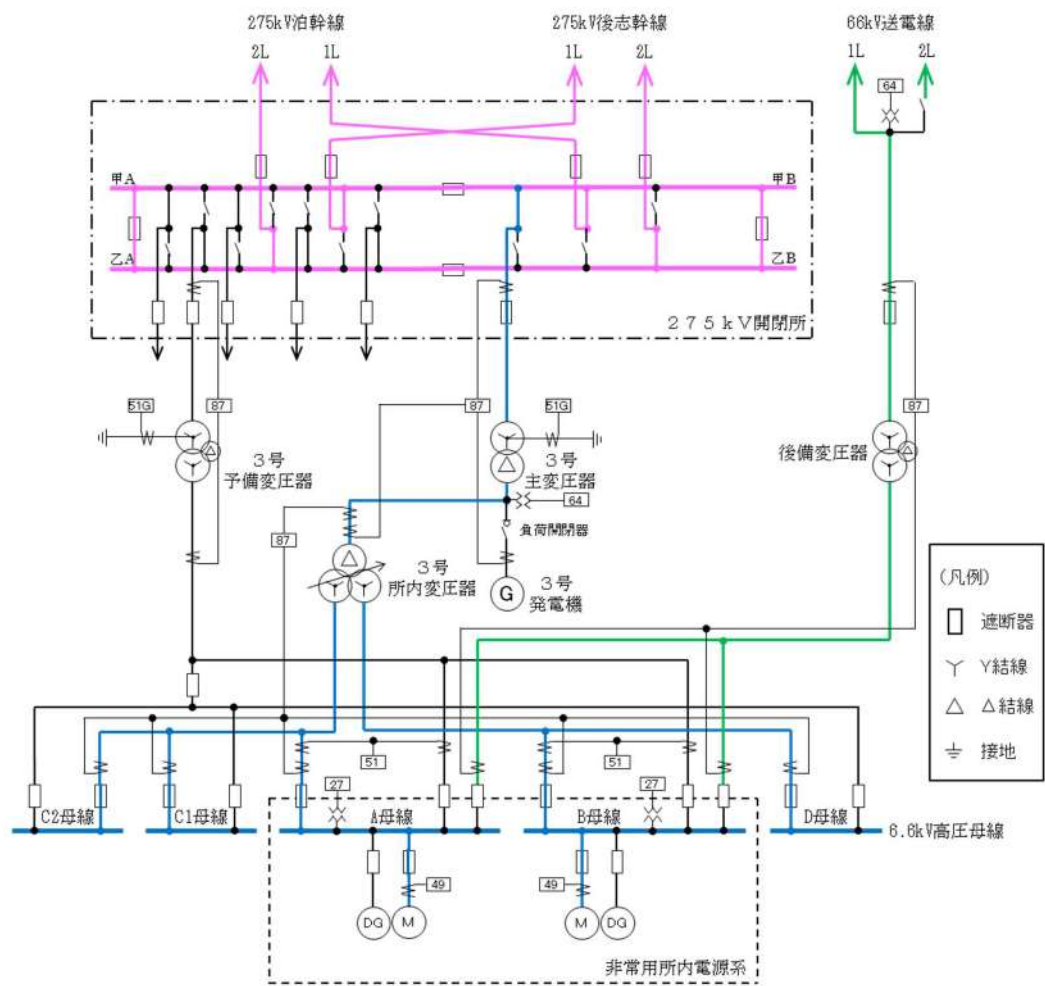 275kV泊幹線
275kV後志幹線
66kV送電線
2L
1L
1L
2L
1L
2L
64
甲A
甲B
乙A
乙B
275kV開閉所
51G
87
87
51G
87
3号
予備変圧器
3号
主変圧器
後備変圧器
64
87
負荷開閉器
3号
所内変圧器
G
3号
発電機
(凡例)
遮断器
Y結線
△結線
接地
51
51
27
27
C2母線
C1母線
A母線
B母線
D母線
6.6kV高圧母線
49
49
DG
M
M
DG
非常用所内電源系